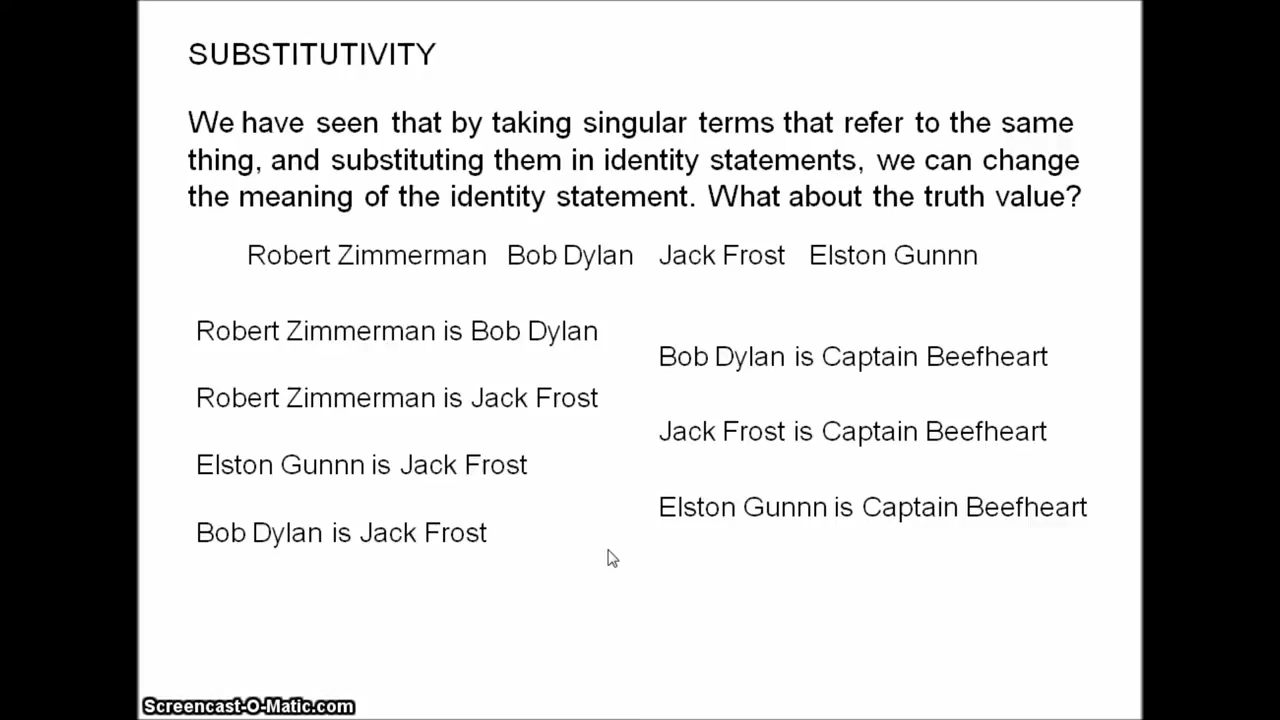 SUBSTITUTIVITY
We have seen that by taking singular terms that refer to the same
thing, and substituting them in identity statements, we can change
the meaning of the identity statement. What about the truth value?
Robert Zimmerman Bob Dylan Jack Frost Elston Gunnn
Robert Zimmerman is Bob Dylan
Robert Zimmerman is Jack Frost
Elston Gunnn is Jack Frost
Bob Dylan is Jack Frost
Bob Dylan is Captain Beefheart
Jack Frost is Captain Beefheart
Elston Gunnn is Captain Beefheart
Screencast-O-Matic.com